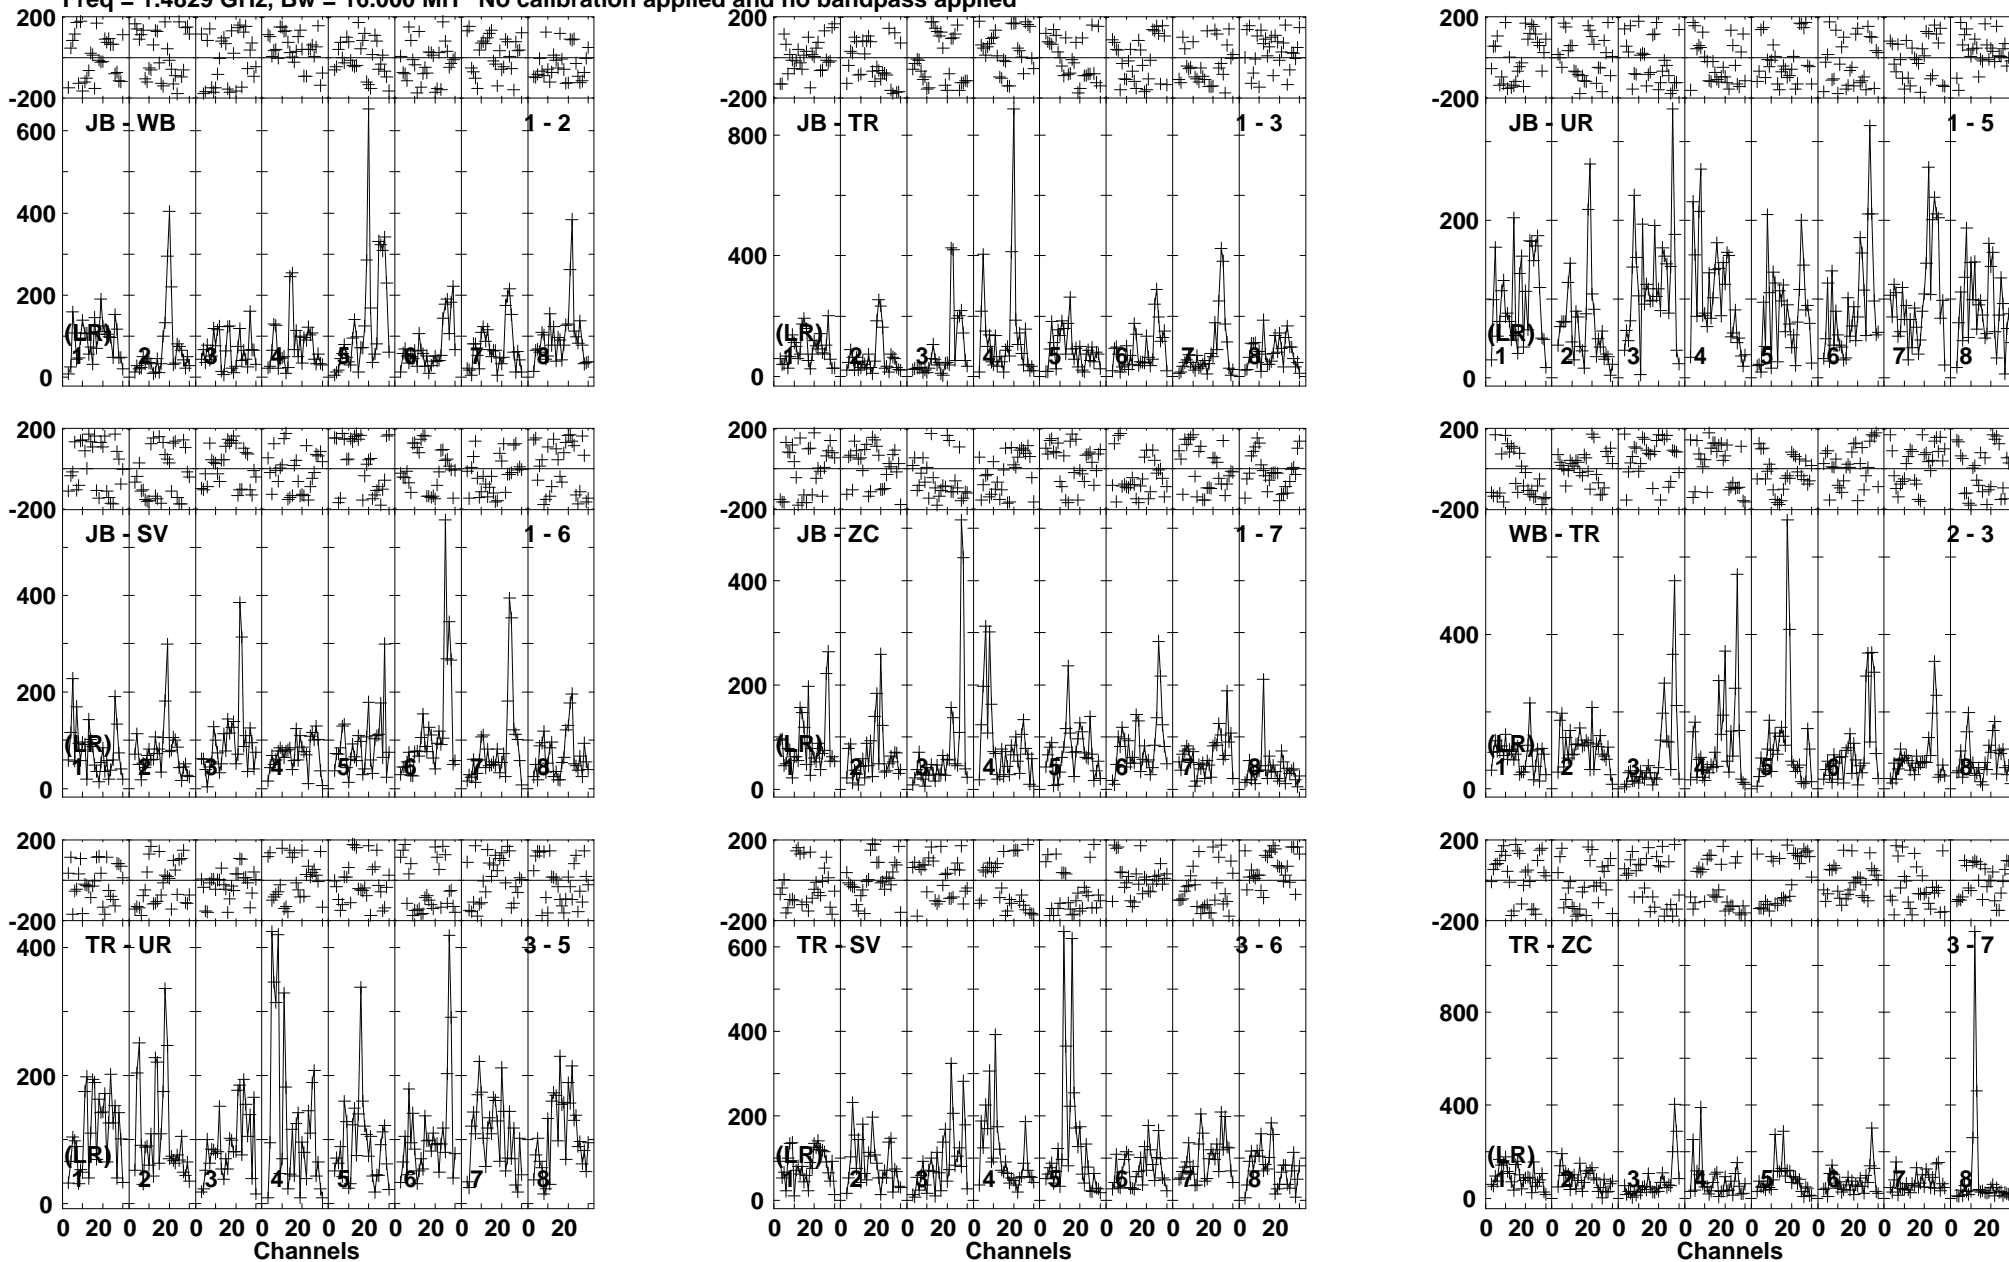 Freq = 1.4829 GHz, Bw = 16.000 MH No calibration applied and no bandpass applied
200 200 200
-200 -200 -200
JB - WB 1 - 2 JB - TR 1 - 3 JB - UR 1 - 5
600 800
400 400 200
200
(LR) (LR) (LR)
1 2 3 4 5 6 7 8 1 2 3 4 5 6 7 8 1 2 3 4 5 6 7 8
0 0 0
200 200 200
-200 -200 -200
JB - SV 1 - 6 JB - ZC 1 - 7 WB - TR 2 - 3
400 400 400
200 200
(LR) (LR) (LR)
1 2 3 4 5 6 7 8 1 2 3 4 5 6 7 8 1 2 3 4 5 6 7 8
0 0 0
200 200 200
-200 -200 -200
TR - UR 3 - 5 TR - SV 3 - 6 TR - ZC 3 - 7
400 600 800
200 400 400
200
(LR) (LR) (LR)
1 2 3 4 5 6 7 8 1 2 3 4 5 6 7 8 1 2 3 4 5 6 7 8
0 0 0
0 20 0 20 0 20 0 20 0 20 0 20 0 20 0 20 0 20 0 20 0 20 0 20 0 20 0 20 0 20 0 20 0 20 0 20 0 20 0 20 0 20 0 20 0 20 0 20
Channels Channels Channels